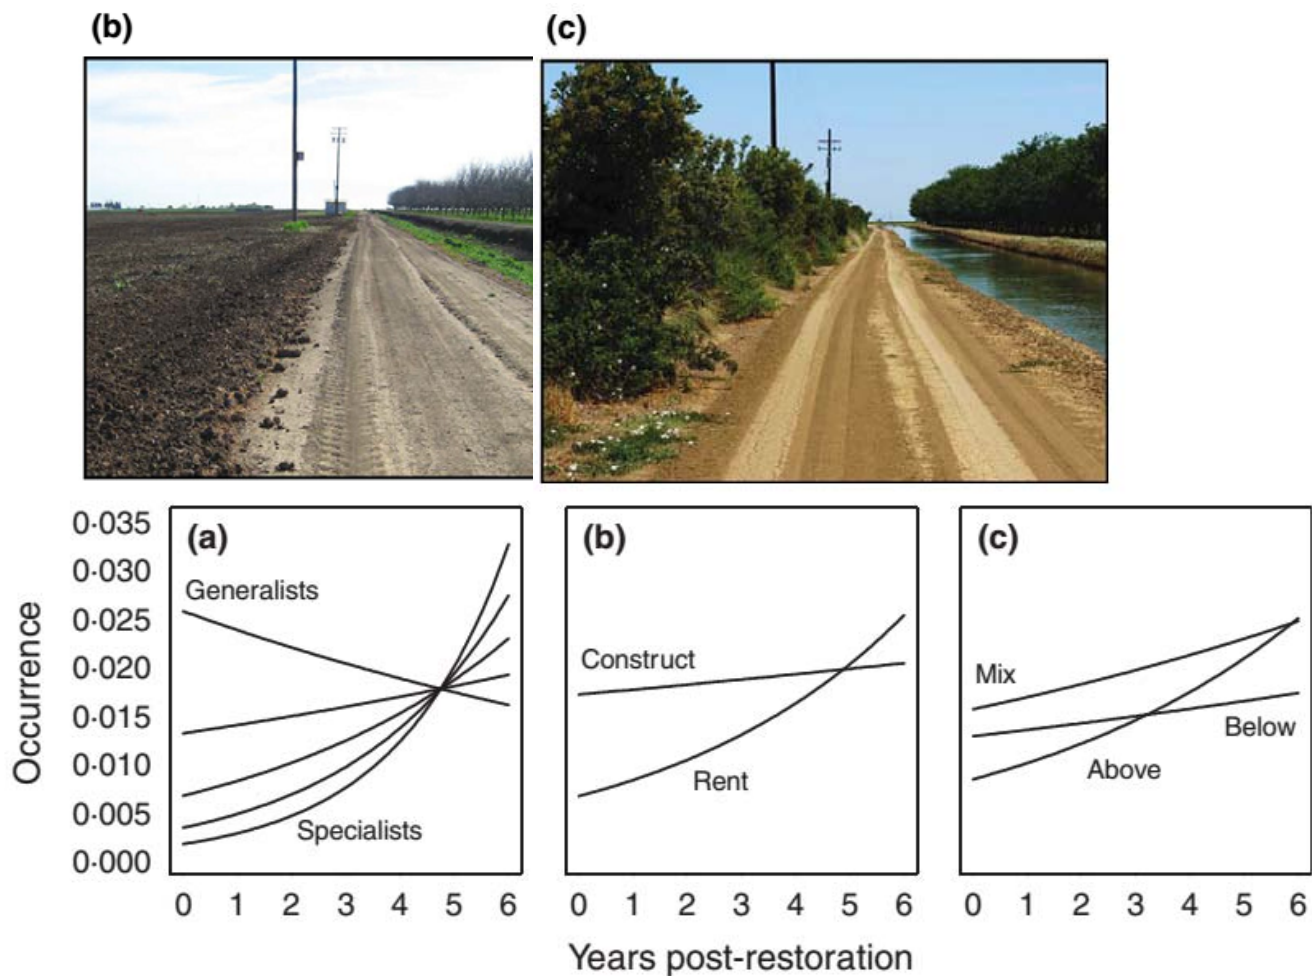 (b)
(c)
(a)
(b)
(c)
0·035
0·030
0·025
0·020
0·015
0·010
0·005
0·000
Occurrence
Generalists
Specialists
Construct
Rent
Mix
Below
Above
0 1 2 3 4 5 6
0 1 2 3 4 5 6
0 1 2 3 4 5 6
Years post-restoration